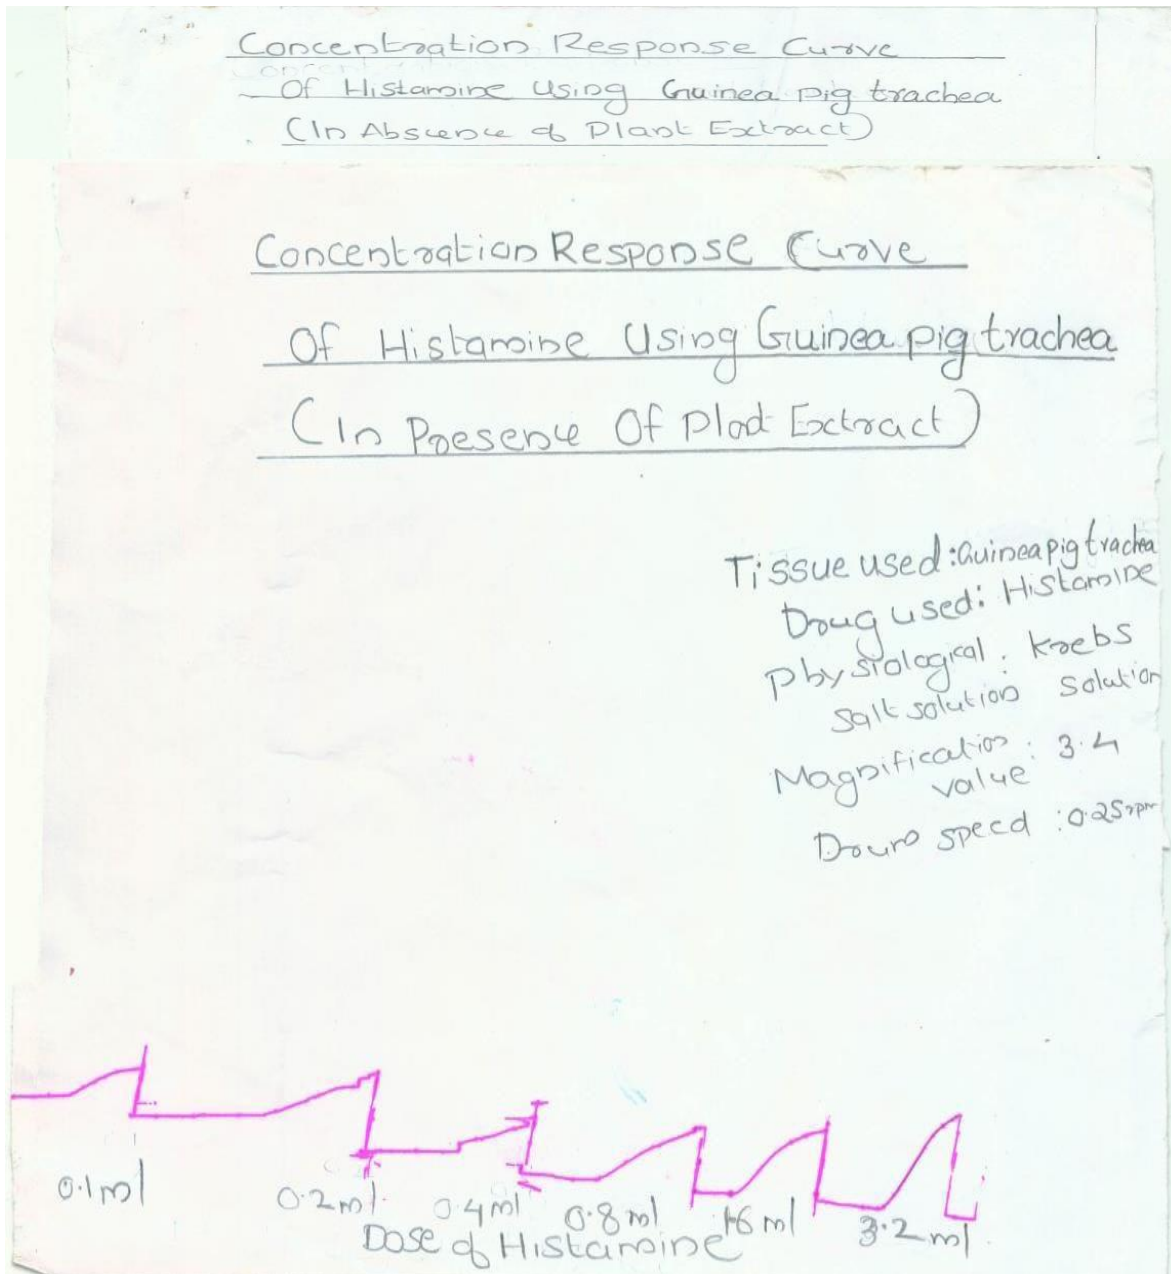 Concentration Response Curve
Of Histamine Using Guinea pig trachea
(In Abscence of Plant Extract)
Concentration Response Curve
Of Histamine Using Guinea pig trachea
(In Presence Of Plant Extract)
Tissue used : Guinea pig trachea
Drug used : Histamine
Physiological : Krebs
salt solution solution
Magnification : 3.4
value
Drum speed : 0.25rpm
0.1ml
0.2ml
0.4ml
0.8ml
1.6ml
3.2ml
Dose of Histamine